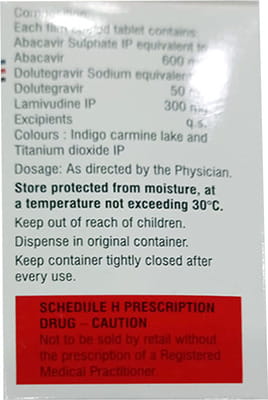 Composition:
Each film coated tablet contains:
Abacavir Sulphate IP equivalent to
Abacavir 600 mg
Dolutegravir Sodium equivalent
Dolutegravir 50
Lamivudine IP 300 mg
Excipients q.s.
Colours : Indigo carmine lake and
Titanium dioxide IP
Dosage: As directed by the Physician.
Store protected from moisture, at
a temperature not exceeding 30°C.
Keep out of reach of children.
Dispense in original container.
Keep container tightly closed after
every use.
SCHEDULE H PRESCRIPTION
DRUG – CAUTION
Not to be sold by retail without
the prescription of a Registered
Medical Practitioner.